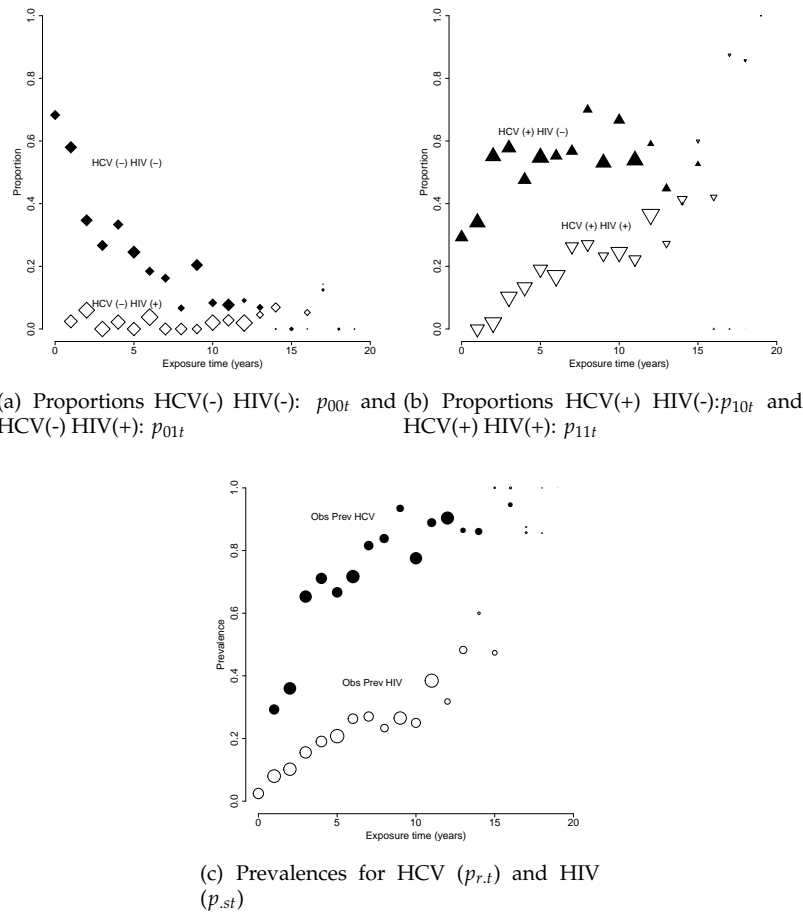 1.0
0.8
0.6
0.4
0.2
0.0
Proportion
HCV (−) HIV (−)
HCV (−) HIV (+)
0 5 10 15 20
Exposure time (years)
1.0
0.8
0.6
0.4
0.2
0.0
Proportion
HCV (+) HIV (−)
HCV (+) HIV (+)
0 5 10 15 20
Exposure time (years)
(a) Proportions HCV(-) HIV(-): p00t and
HCV(-) HIV(+): p01t
(b) Proportions HCV(+) HIV(-):p10t and
HCV(+) HIV(+): p11t
1.0
0.8
0.6
0.4
0.2
0.0
Prevalence
Obs Prev HCV
Obs Prev HIV
0 5 10 15 20
Exposure time (years)
(c) Prevalences for HCV (pr.t) and HIV
(p.st)